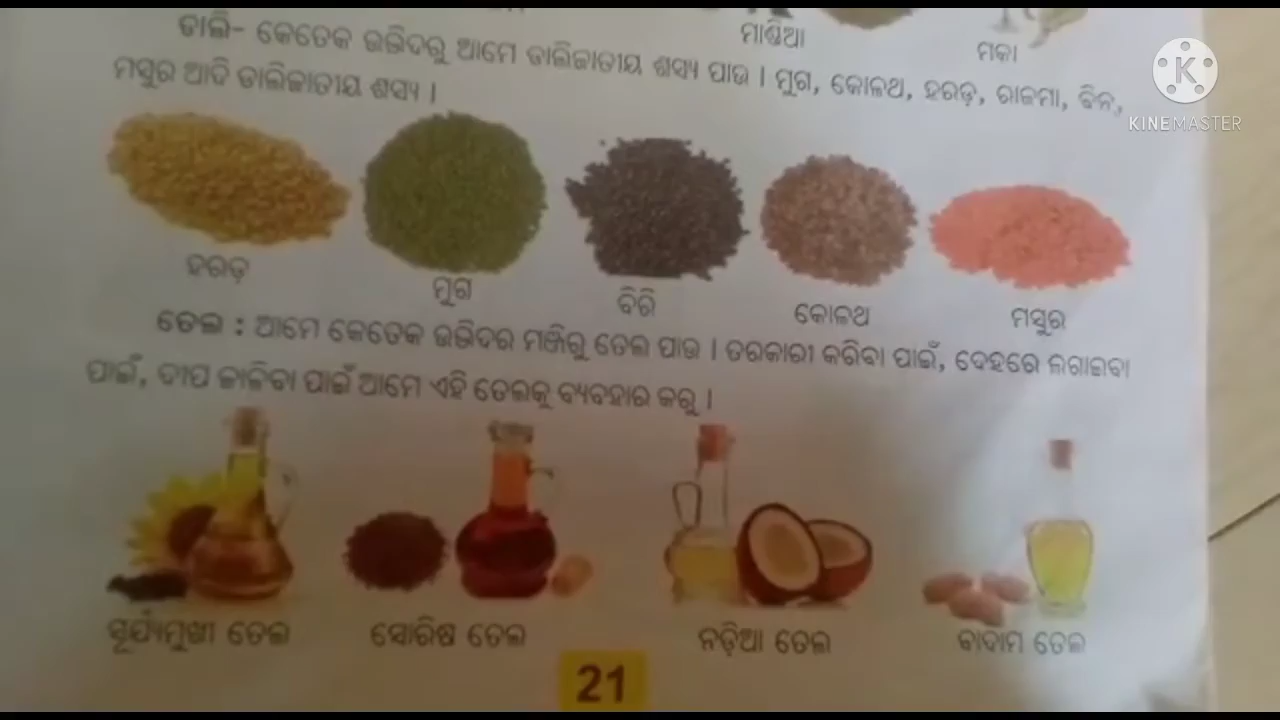 ମାଣ୍ଡିଆ
ମକା
ଡାଲି- କେତେକ ଉଦ୍ଭିଦରୁ ଆମେ ଡାଲିଜାତୀୟ ଶସ୍ୟ ପାଉ । ମୁଗ, କୋଳଥ, ହରଡ଼, ରାଜମା, ବିନ,
ମସୁର ଆଦି ଡାଲିଜାତୀୟ ଶସ୍ୟ ।
KINEMASTER
ହରଡ଼
ମୁଗ
ବିରି
କୋଳଥ
ମସୁର
ତେଲ : ଆମେ କେତେକ ଉଦ୍ଭିଦର ମଞ୍ଜିରୁ ତେଲ ପାଉ । ତରକାରୀ କରିବା ପାଇଁ, ଦେହରେ ଲଗାଇବା
ପାଇଁ, ଦୀପ ଜାଳିବା ପାଇଁ ଆମେ ଏହି ତେଲକୁ ବ୍ୟବହାର କରୁ ।
ସୂର୍ଯ୍ୟମୁଖୀ ତେଲ
ସୋରିଷ ତେଲ
ନଡ଼ିଆ ତେଲ
ବାଦାମ ତେଲ
21